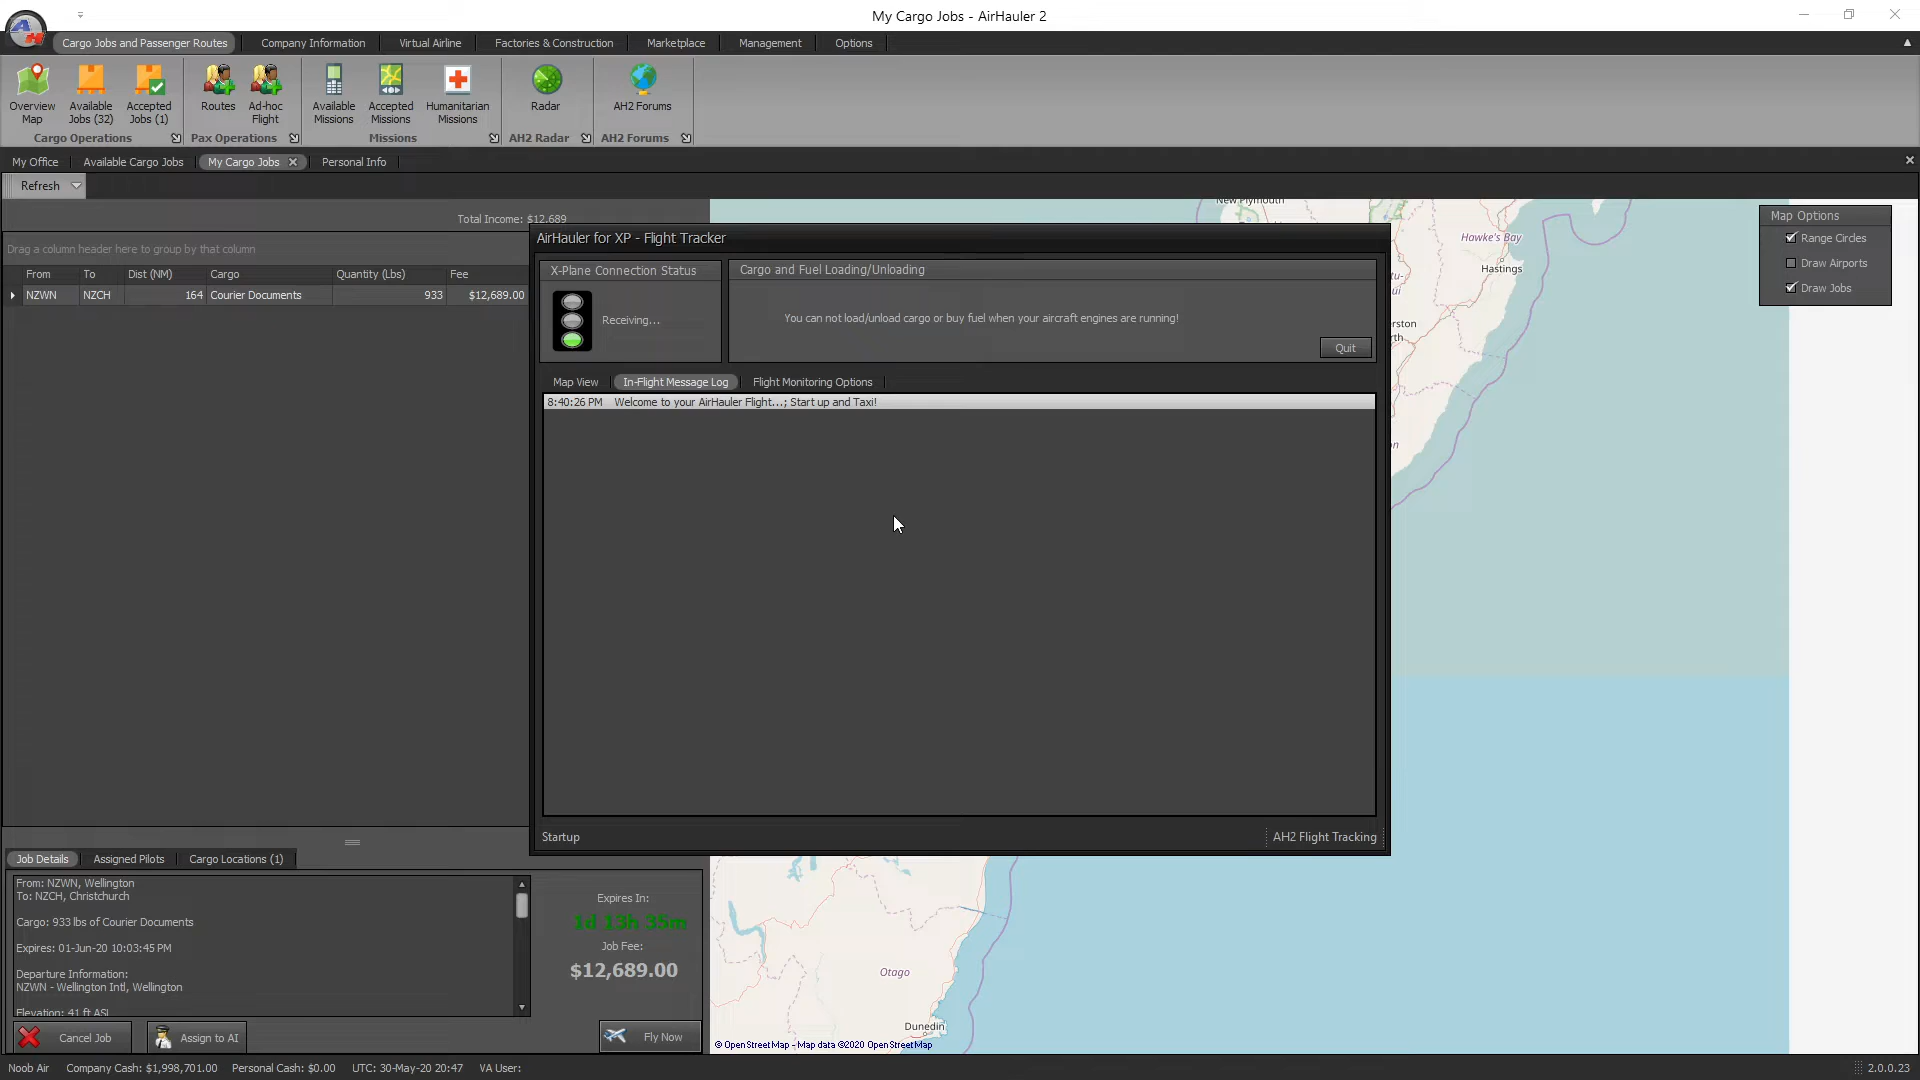 My Cargo Jobs - AirHauler 2
Cargo Jobs and Passenger Routes
Company Information
Virtual Airline
Factories & Construction
Marketplace
Management
Options
Overview Map
Available Jobs (32)
Accepted Jobs (1)
Cargo Operations
Routes
Ad-hoc Flight
Pax Operations
Available Missions
Accepted Missions
Humanitarian Missions
Missions
Radar
AH2 Radar
AH2 Forums
AH2 Forums
My Office
Available Cargo Jobs
My Cargo Jobs
Personal Info
Refresh
Total Income: $12,689
Drag a column header here to group by that column
From To Dist (NM) Cargo Quantity (Lbs) Fee
NZWN NZCH 164 Courier Documents 933 $12,689.00
New Plymouth
Hawke's Bay
Hastings
Map Options
Range Circles
Draw Airports
Draw Jobs
AirHauler for XP - Flight Tracker
X-Plane Connection Status
Receiving...
Cargo and Fuel Loading/Unloading
You can not load/unload cargo or buy fuel when your aircraft engines are running!
Quit
Map View
In-Flight Message Log
Flight Monitoring Options
8:40:26 PM Welcome to your AirHauler Flight...; Start up and Taxi!
Startup
AH2 Flight Tracking
Job Details
Assigned Pilots
Cargo Locations (1)
From: NZWN, Wellington
To: NZCH, Christchurch
Cargo: 933 lbs of Courier Documents
Expires: 01-Jun-20 10:03:45 PM
Departure Information:
NZWN - Wellington Intl, Wellington
Elevation: 41 ft ASL
Expires In:
1d 13h 35m
Job Fee:
$12,689.00
Cancel Job
Assign to AI
Fly Now
Otago
Dunedin
© OpenStreetMap - Map data ©2020 OpenStreetMap
Noob Air
Company Cash: $1,998,701.00
Personal Cash: $0.00
UTC: 30-May-20 20:47
VA User:
2.0.0.23